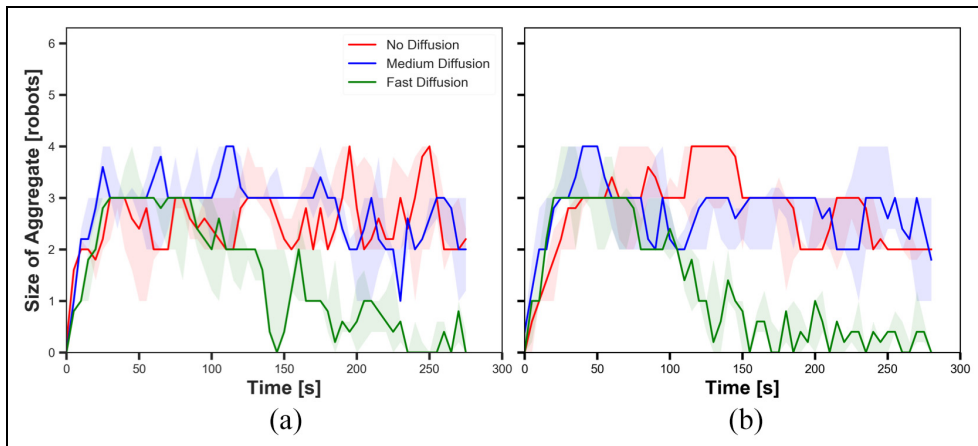 Size of Aggregate [robots]
6
5
4
3
2
1
0
0 50 100 150 200 250 300
Time [s]
(a)
No Diffusion
Medium Diffusion
Fast Diffusion
0 50 100 150 200 250 300
Time [s]
(b)